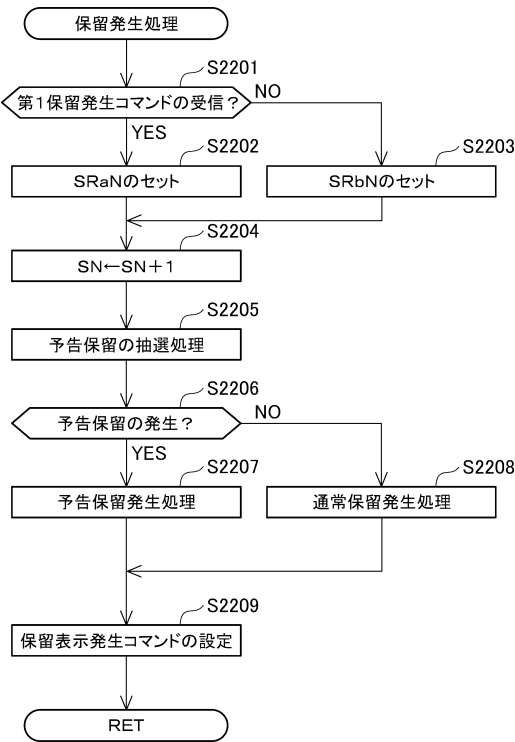 保留発生処理
S2201
第1保留発生コマンドの受信?
NO
YES
S2202
SRaNのセット
S2203
SRbNのセット
S2204
SN←SN+1
S2205
予告保留の抽選処理
S2206
予告保留の発生?
NO
YES
S2207
予告保留発生処理
S2208
通常保留発生処理
S2209
保留表示発生コマンドの設定
RET